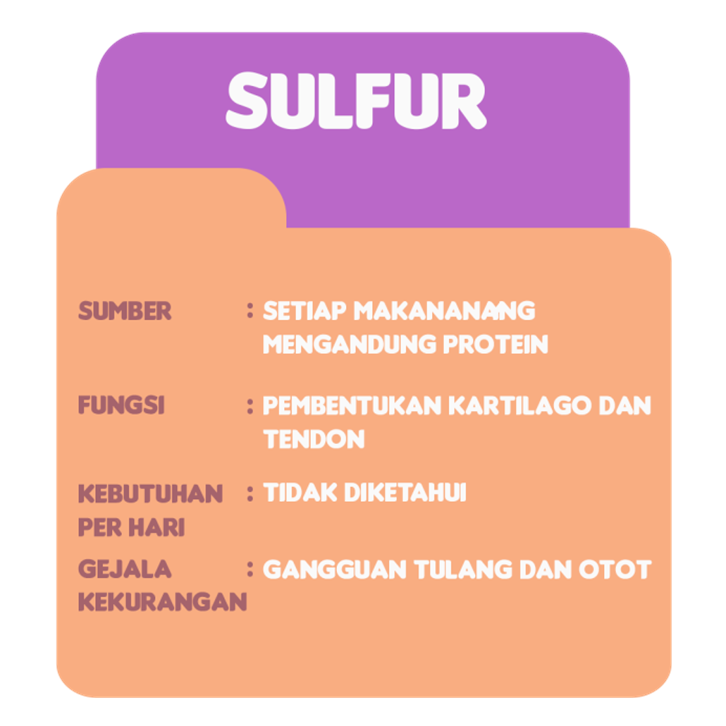 SULFUR
SUMBER : SETIAP MAKANANANG
MENGANDUNG PROTEIN
FUNGSI : PEMBENTUKAN KARTILAGO DAN
TENDON
KEBUTUHAN : TIDAK DIKETAHUI
PER HARI
GEJALA : GANGGUAN TULANG DAN OTOT
KEKURANGAN